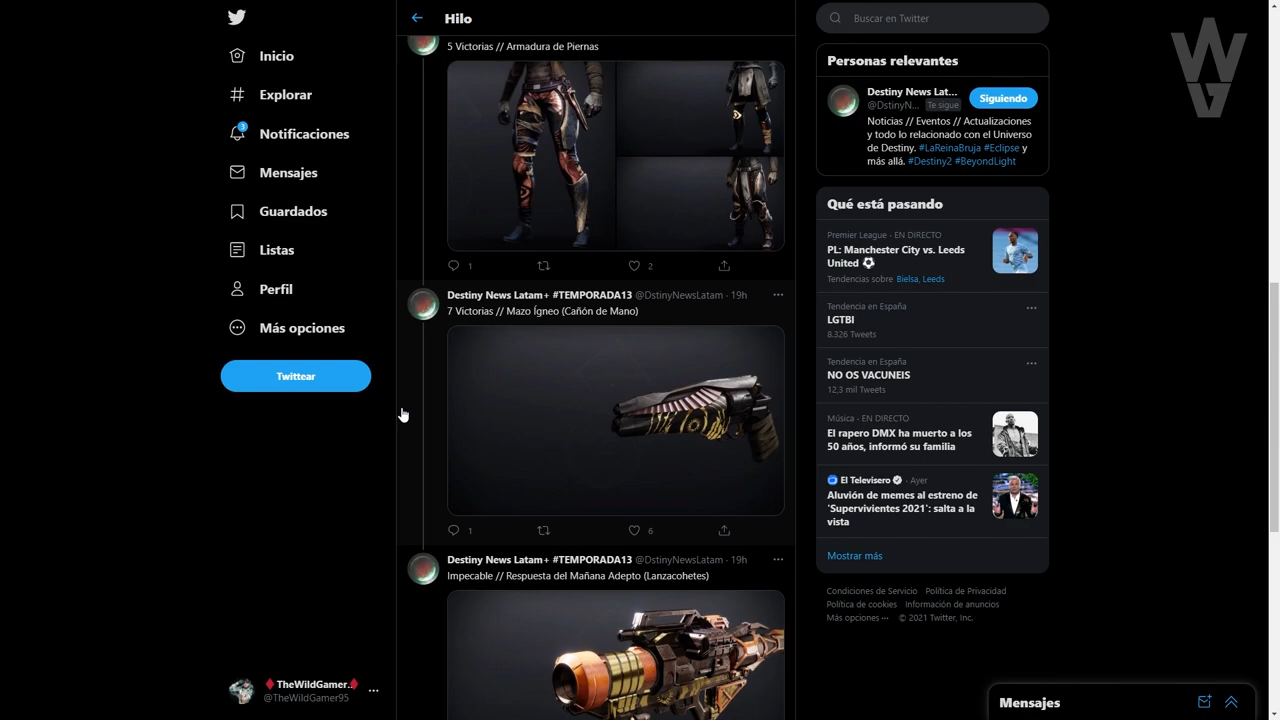 Inicio
Explorar
3
Notificaciones
Mensajes
Guardados
Listas
Perfil
Más opciones
Twittear
TheWildGamer..
@TheWildGamer95
Hilo
5 Victorias // Armadura de Piernas
1
2
Destiny News Latam+ #TEMPORADA13 @DstinyNewsLatam · 19h
7 Victorias // Mazo Ígneo (Cañón de Mano)
1
6
Destiny News Latam+ #TEMPORADA13 @DstinyNewsLatam · 19h
Impecable // Respuesta del Mañana Adepto (Lanzacohetes)
Buscar en Twitter
Personas relevantes
Destiny News Lat...
@DstinyN... Te sigue
Siguiendo
Noticias // Eventos // Actualizaciones
y todo lo relacionado con el Universo
de Destiny. #LaReinaBruja #Eclipse y
más allá. #Destiny2 #BeyondLight
Qué está pasando
Premier League · EN DIRECTO
PL: Manchester City vs. Leeds
United
Tendencias sobre Bielsa, Leeds
Tendencia en España
LGTBI
8.326 Tweets
Tendencia en España
NO OS VACUNEIS
12,3 mil Tweets
Música · EN DIRECTO
El rapero DMX ha muerto a los
50 años, informó su familia
El Televisero · Ayer
Aluvión de memes al estreno de
'Supervivientes 2021': salta a la
vista
Mostrar más
Condiciones de Servicio Política de Privacidad
Política de cookies Información de anuncios
Más opciones ··· © 2021 Twitter, Inc.
Mensajes
WG